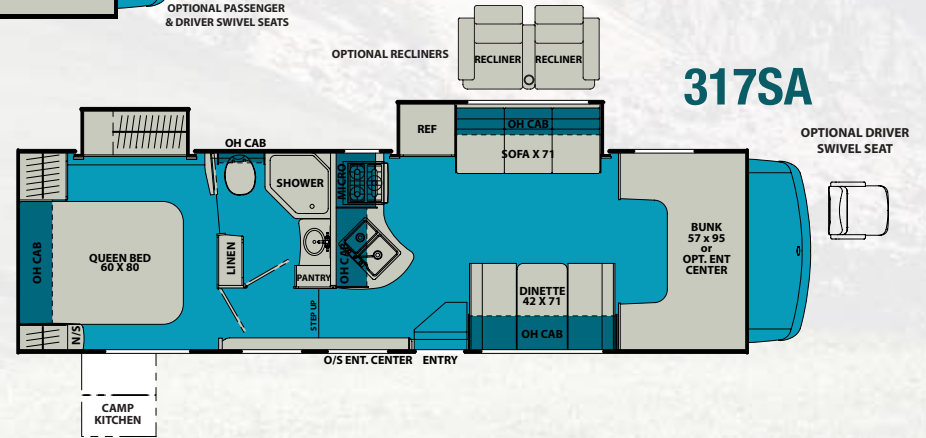 OPTIONAL PASSENGER
& DRIVER SWIVEL SEATS
OPTIONAL RECLINERS
RECLINER
RECLINER
317SA
OPTIONAL DRIVER
SWIVEL SEAT
REF
OH CAB
SOFA X 71
OH CAB
SHOWER
MICRO
OH CAB
QUEEN BED
60 X 80
LINEN
PANTRY
OH CAB
BUNK
57 x 95
or
OPT. ENT
CENTER
DINETTE
42 X 71
OH CAB
STEP UP
N/S
O/S ENT. CENTER
ENTRY
CAMP
KITCHEN